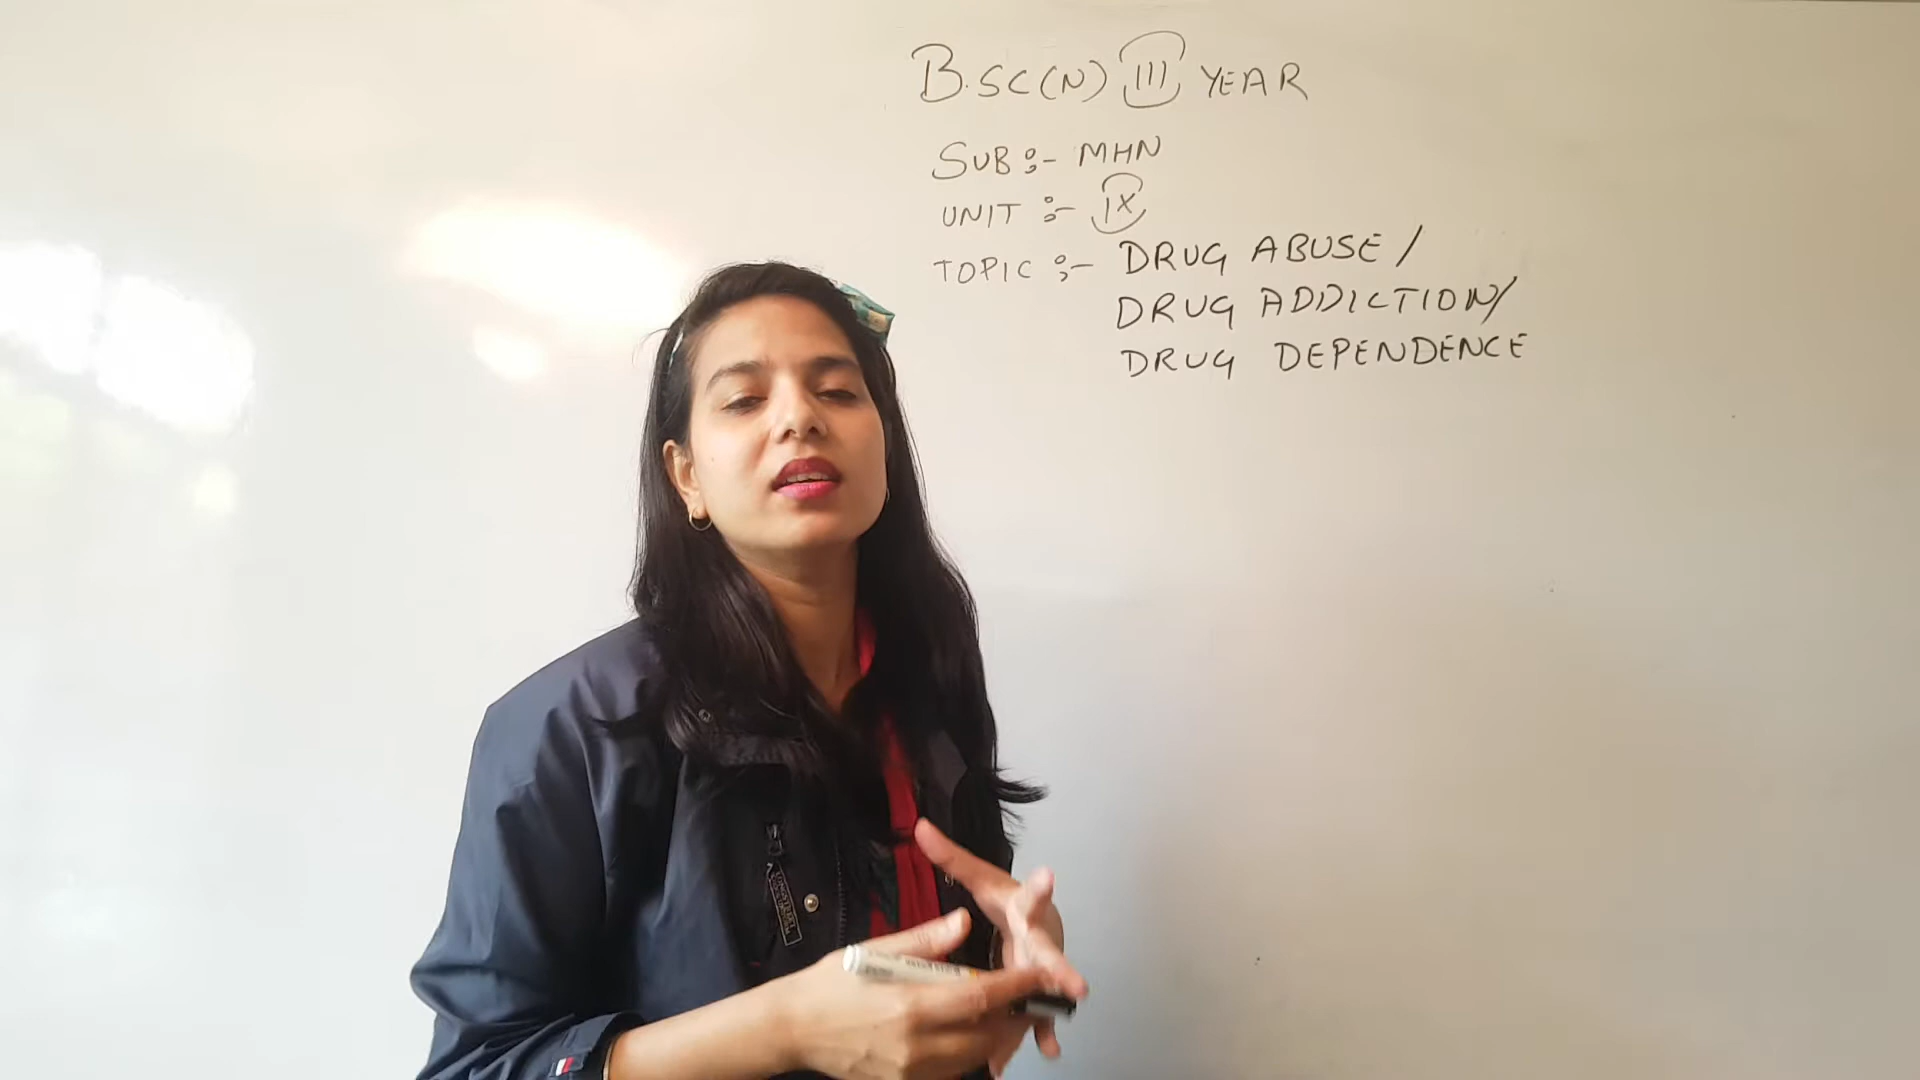 B.SC(N) III YEAR
SUB :- MHN
UNIT :- IX
TOPIC :- DRUG ABUSE /
DRUG ADDICTION/
DRUG DEPENDENCE